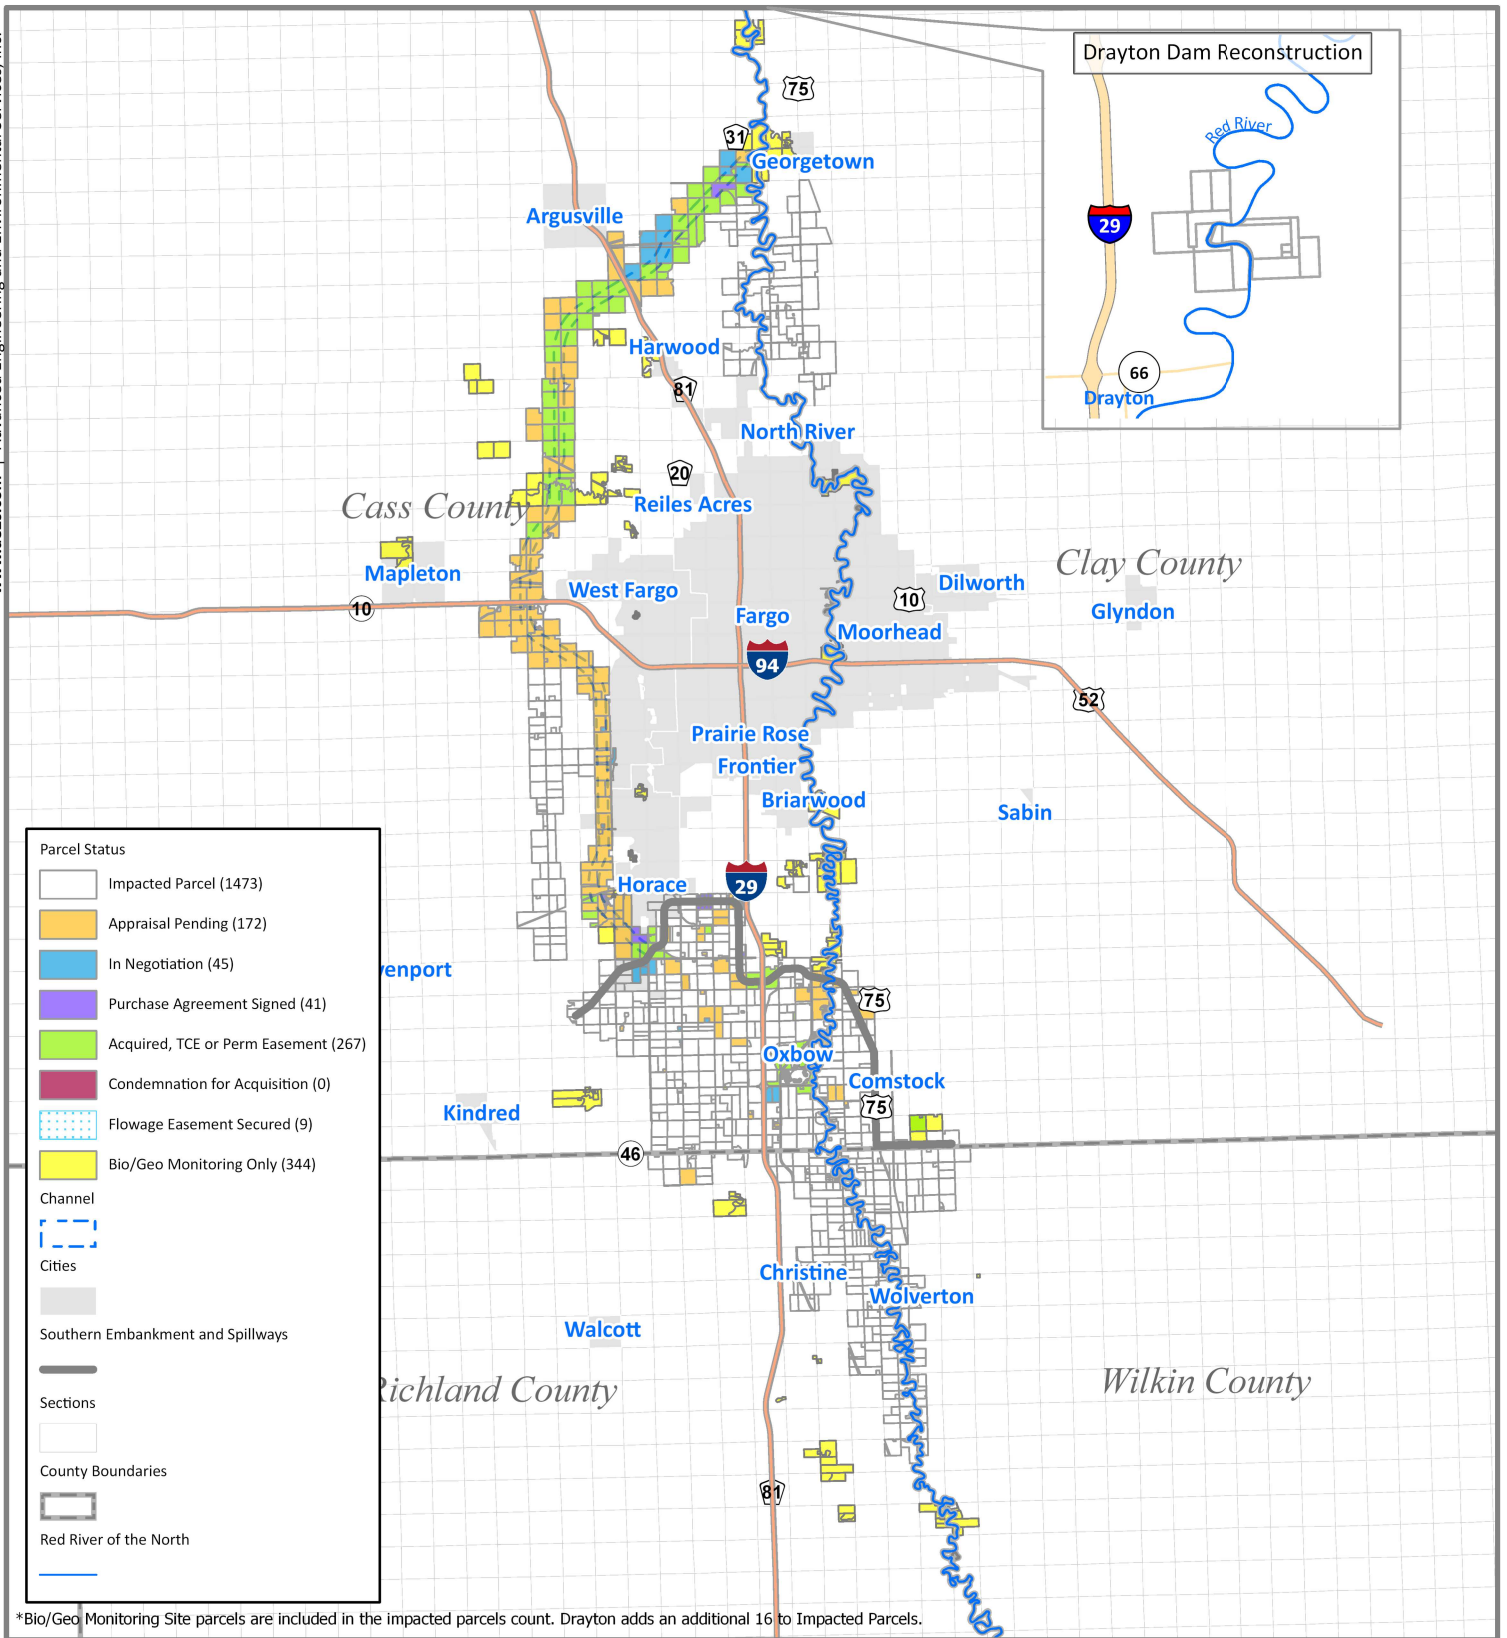 Drayton Dam Reconstruction
Red River
29
66
Drayton
75
31
Georgetown
Argusville
Harwood
81
North River
20
Reiles Acres
Cass County
Clay County
Mapleton
West Fargo
Dilworth
10
10
Fargo
Glyndon
Moorhead
94
52
Prairie Rose
Frontier
Briarwood
Sabin
Horace
29
venport
75
Oxbow
Comstock
75
Kindred
46
Christine
Wolverton
Walcott
Richland County
Wilkin County
81
Parcel Status
Impacted Parcel (1473)
Appraisal Pending (172)
In Negotiation (45)
Purchase Agreement Signed (41)
Acquired, TCE or Perm Easement (267)
Condemnation for Acquisition (0)
Flowage Easement Secured (9)
Bio/Geo Monitoring Only (344)
Channel
Cities
Southern Embankment and Spillways
Sections
County Boundaries
Red River of the North
*Bio/Geo Monitoring Site parcels are included in the impacted parcels count. Drayton adds an additional 16 to Impacted Parcels.